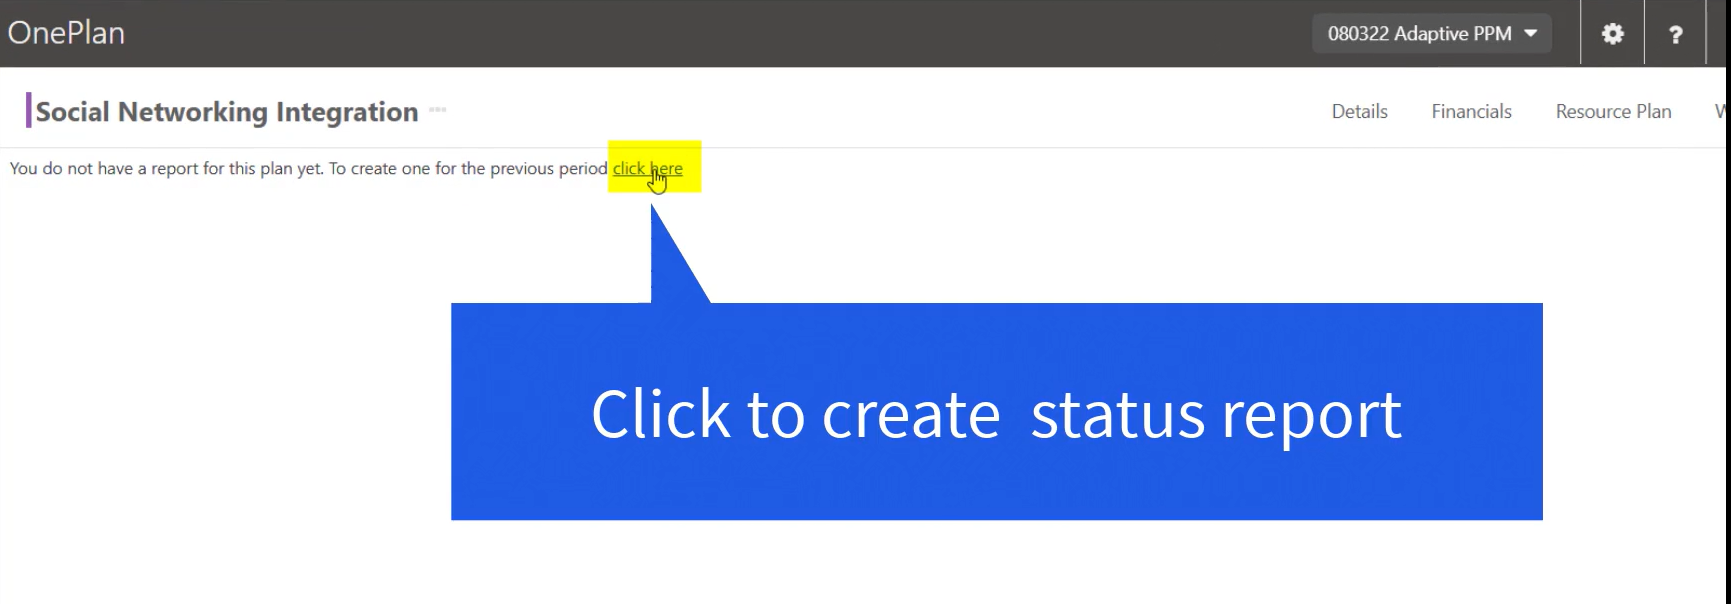 OnePlan
080322 Adaptive PPM
?
Social Networking Integration
Details
Financials
Resource Plan
You do not have a report for this plan yet. To create one for the previous period click here
Click to create  status report